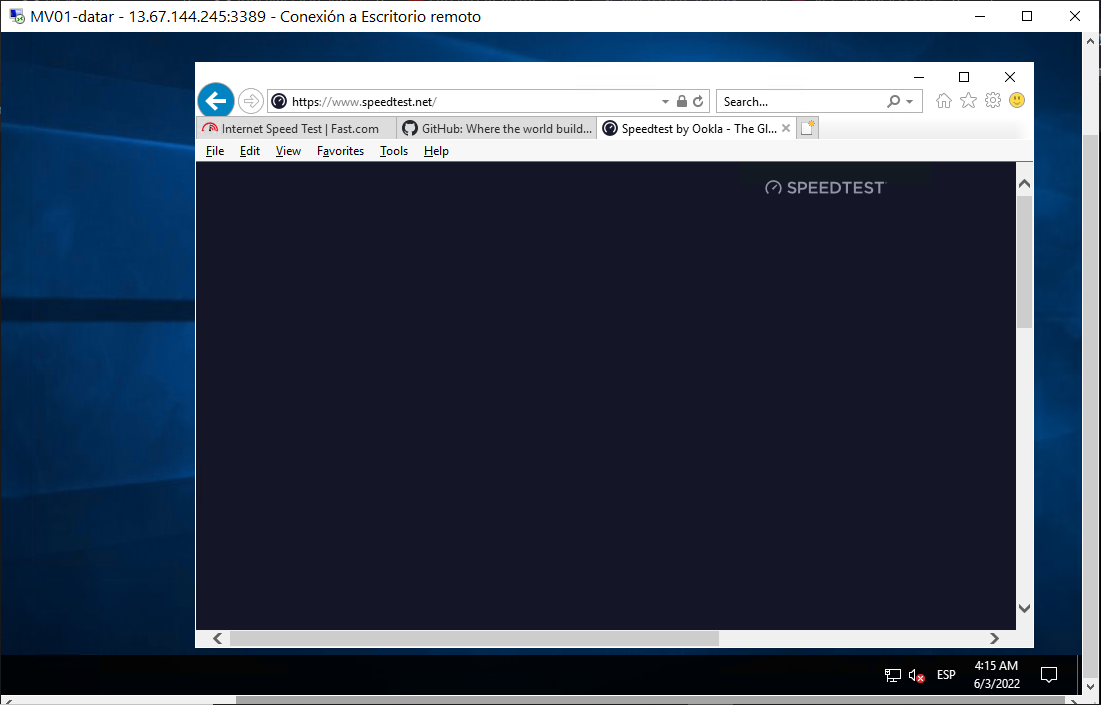 MV01-datar - 13.67.144.245:3389 - Conexión a Escritorio remoto
https://www.speedtest.net/
Search...
Internet Speed Test | Fast.com
GitHub: Where the world build...
Speedtest by Ookla - The Gl...
File Edit View Favorites Tools Help
SPEEDTEST
ESP
4:15 AM
6/3/2022